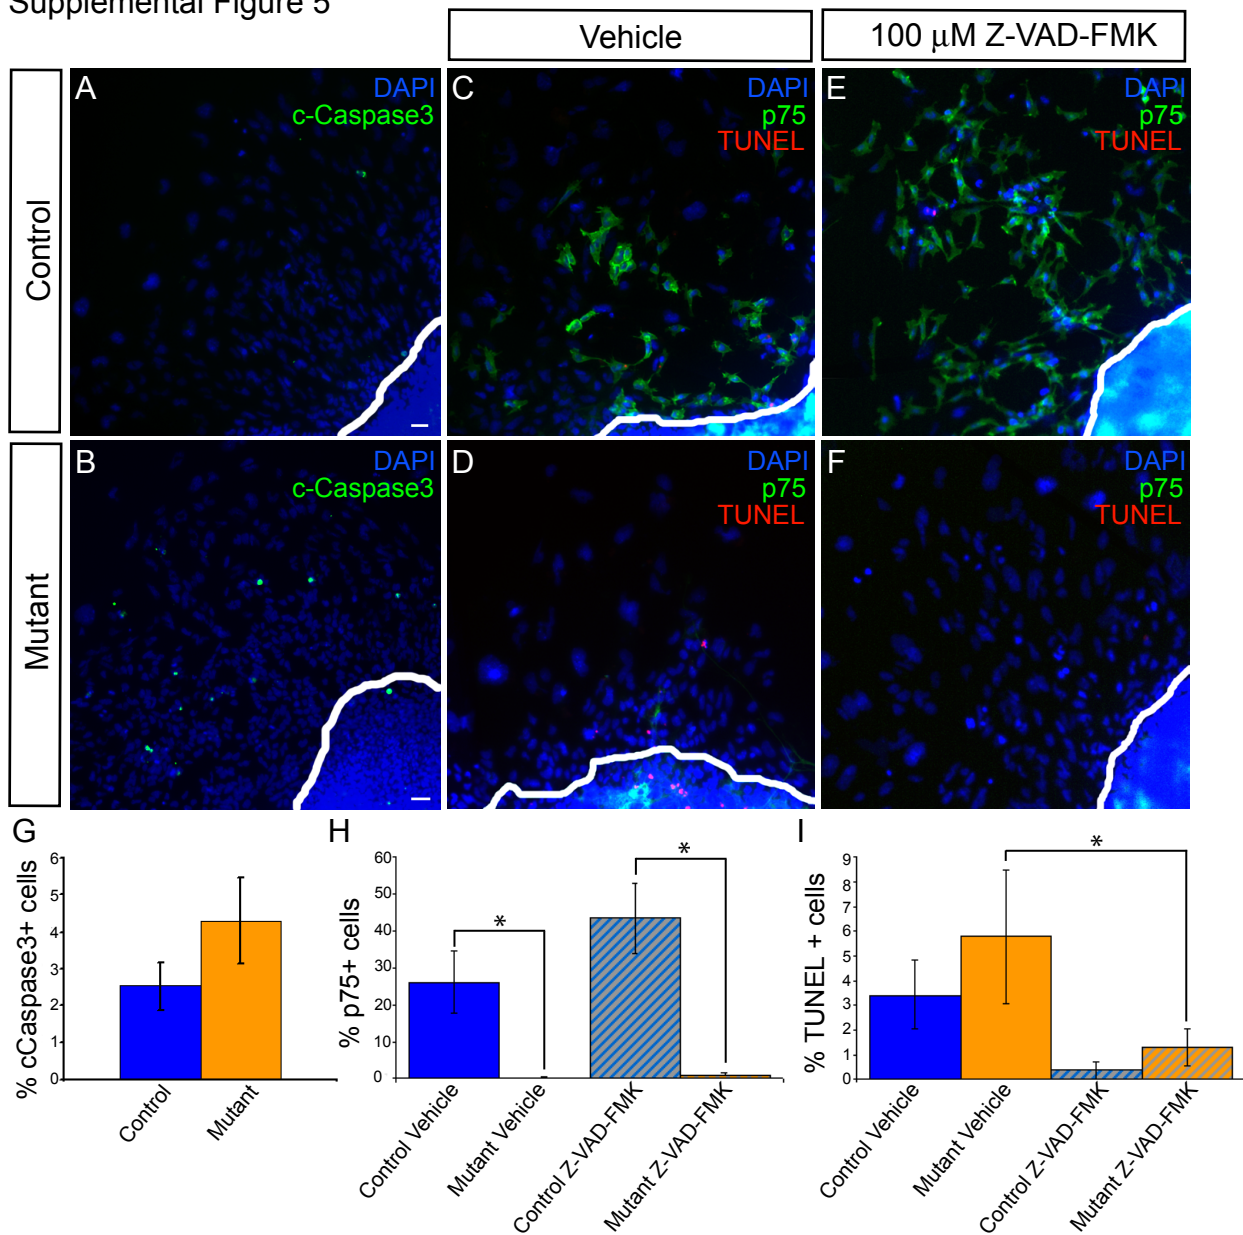 Supplemental Figure 5
Vehicle
100 μM Z-VAD-FMK
Control
A
DAPI
c-Caspase3
C
DAPI
p75
TUNEL
E
DAPI
p75
TUNEL
Mutant
B
DAPI
c-Caspase3
D
DAPI
p75
TUNEL
F
DAPI
p75
TUNEL
G
% cCaspase3+ cells
6
5
4
3
2
1
0
Control
Mutant
H
% p75+ cells
60
50
40
30
20
10
0
*
*
Control Vehicle
Mutant Vehicle
Control Z-VAD-FMK
Mutant Z-VAD-FMK
I
% TUNEL + cells
9
8
7
6
5
4
3
2
1
0
*
Control Vehicle
Mutant Vehicle
Control Z-VAD-FMK
Mutant Z-VAD-FMK